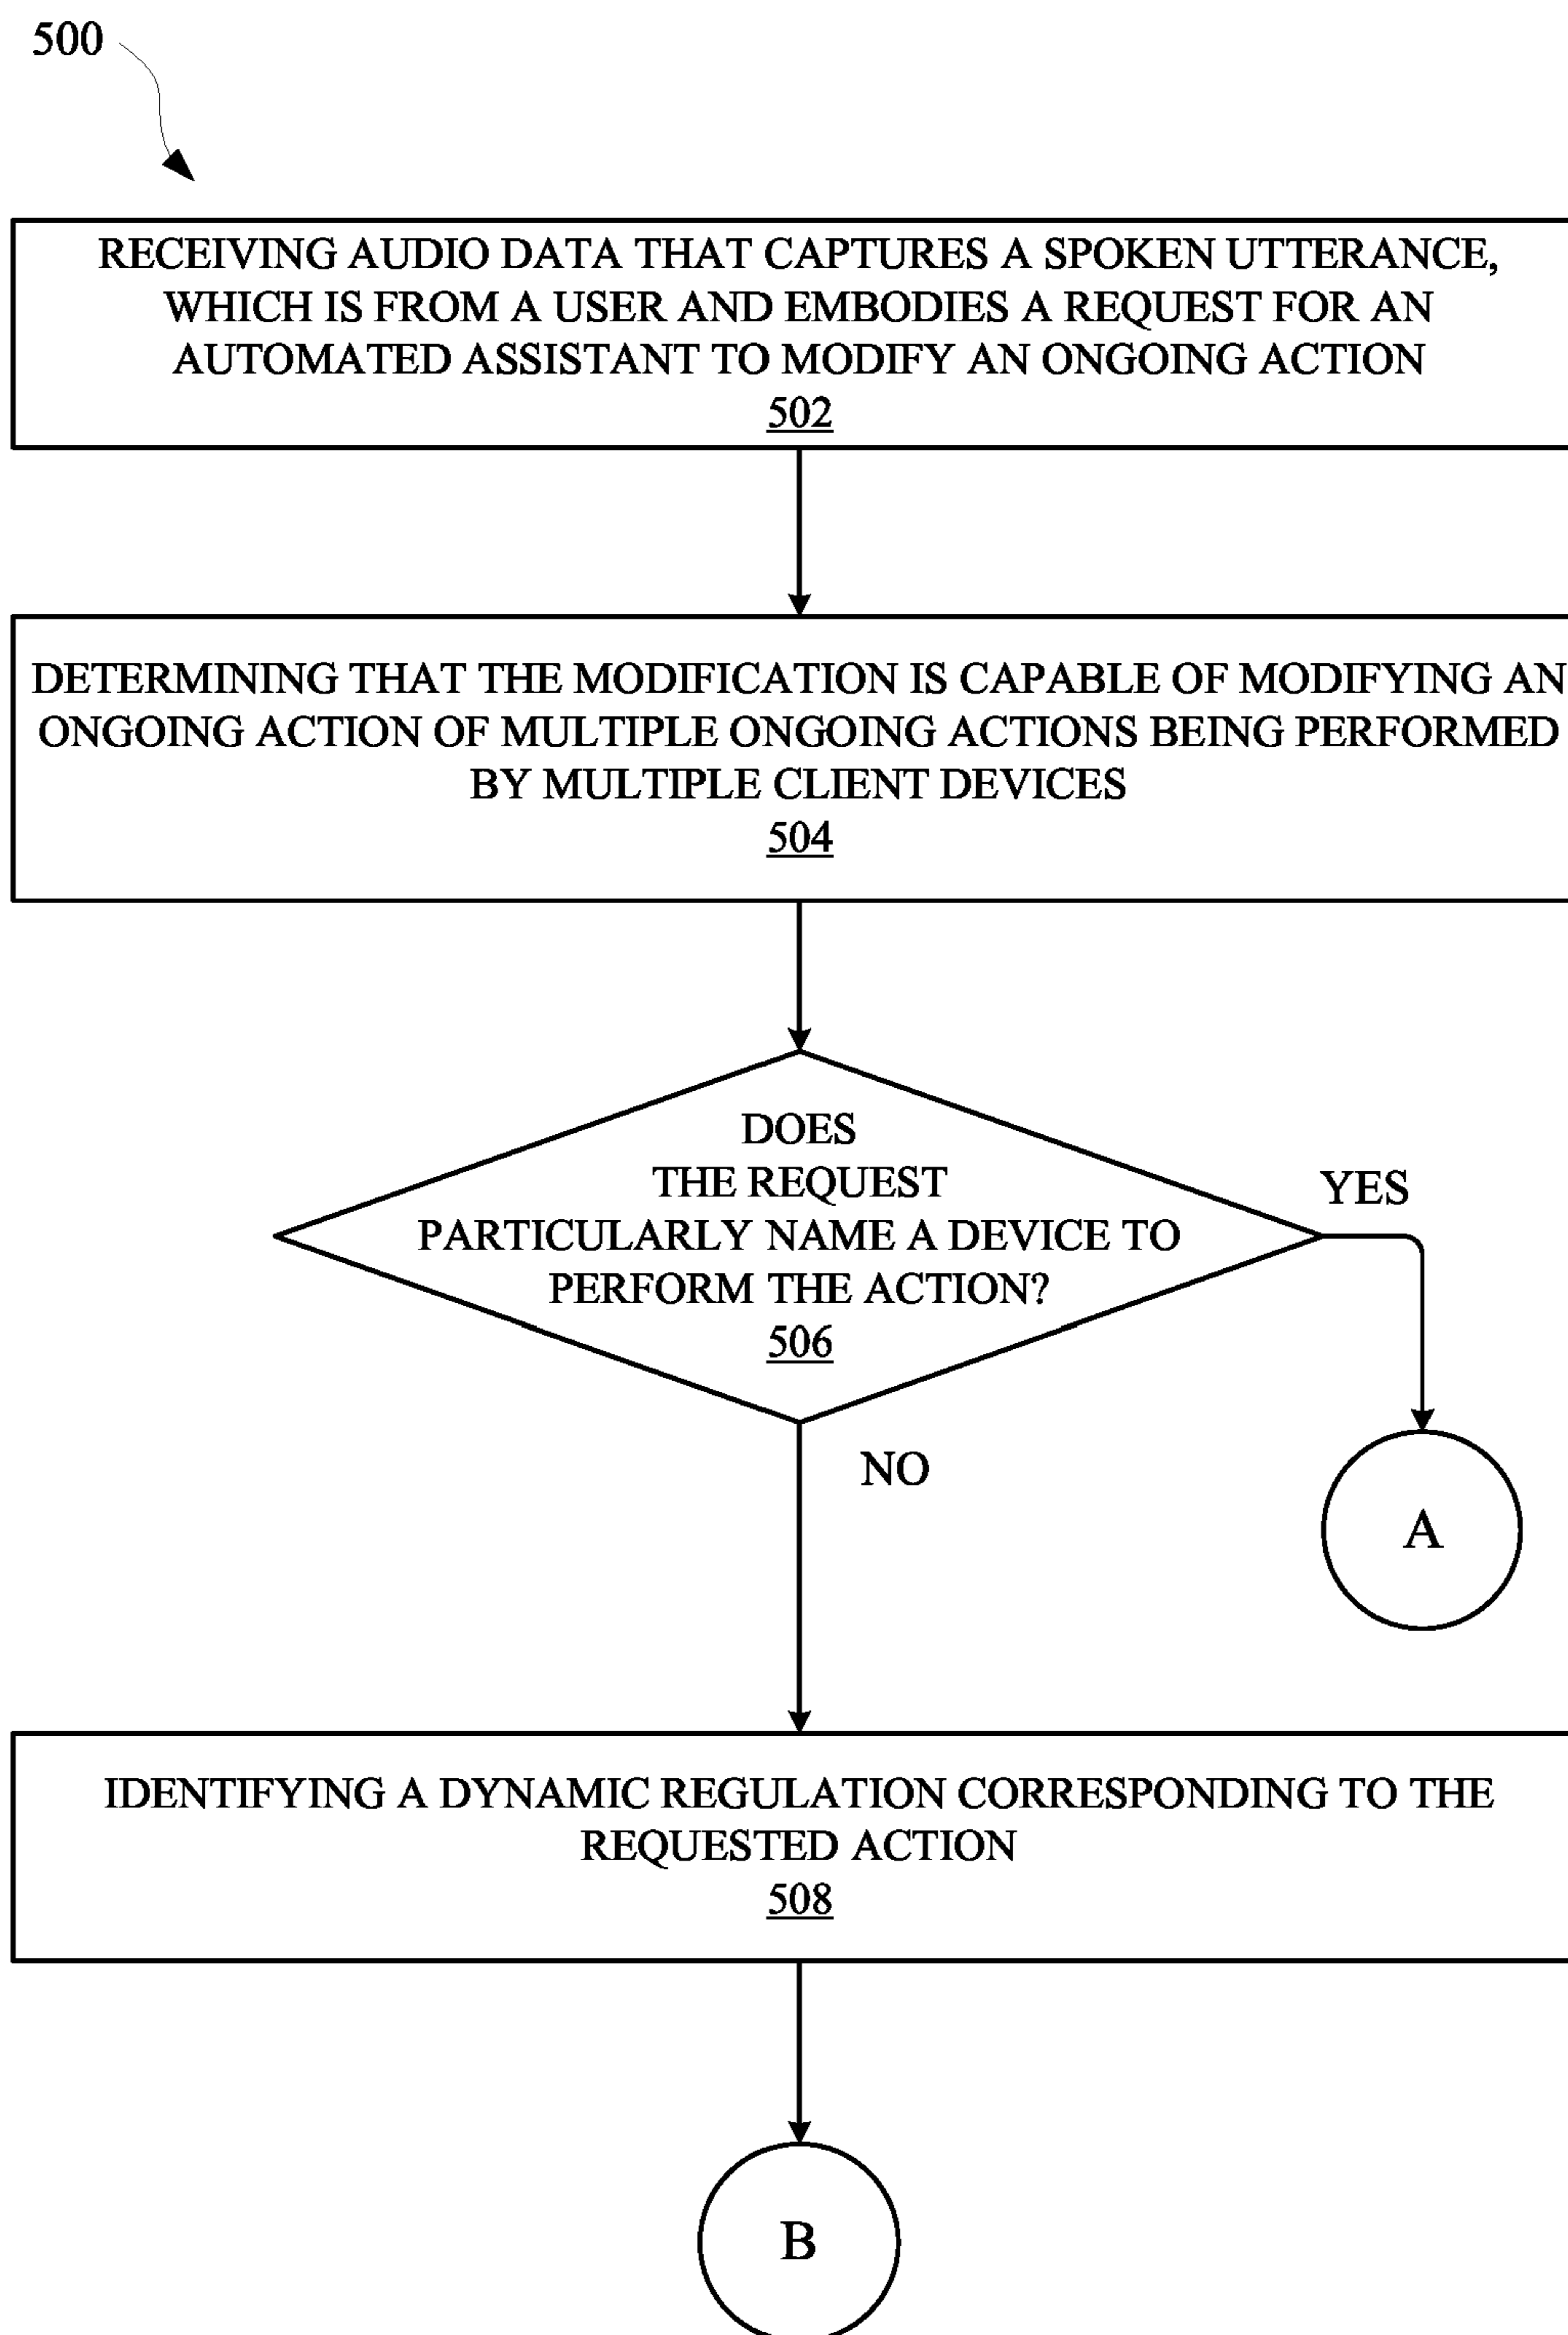 500
RECEIVING AUDIO DATA THAT CAPTURES A SPOKEN UTTERANCE,
WHICH IS FROM A USER AND EMBODIES A REQUEST FOR AN
AUTOMATED ASSISTANT TO MODIFY AN ONGOING ACTION
502
DETERMINING THAT THE MODIFICATION IS CAPABLE OF MODIFYING AN
ONGOING ACTION OF MULTIPLE ONGOING ACTIONS BEING PERFORMED
BY MULTIPLE CLIENT DEVICES
504
DOES
THE REQUEST
PARTICULARLY NAME A DEVICE TO
PERFORM THE ACTION?
506
YES
NO
A
IDENTIFYING A DYNAMIC REGULATION CORRESPONDING TO THE
REQUESTED ACTION
508
B